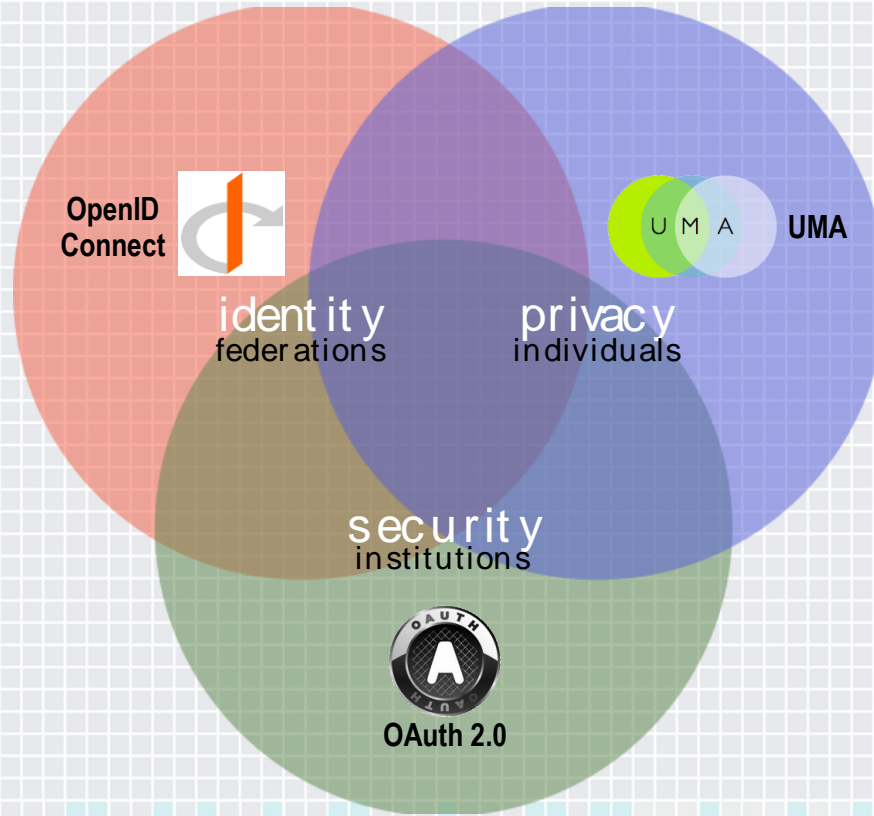 OpenID
Connect
U M A
UMA
identity
federations
privacy
individuals
security
institutions
OAUTH
A
OAUTH
OAuth 2.0